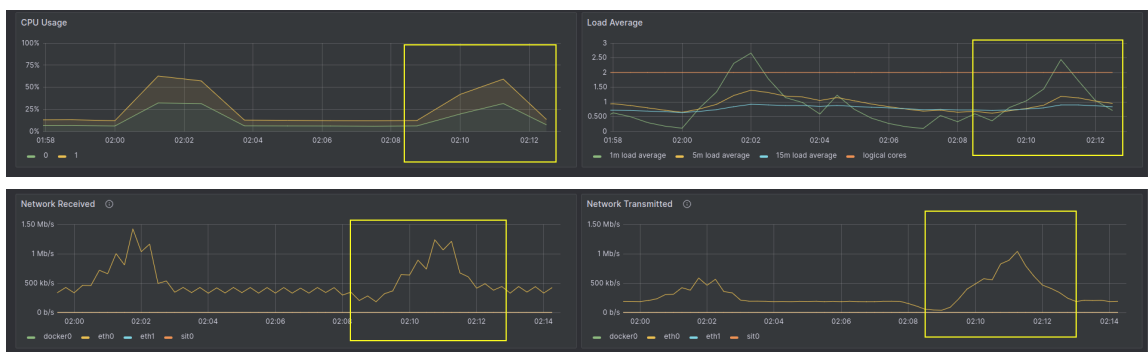 CPU Usage
100%
75%
50%
25%
0%
01:58 02:00 02:02 02:04 02:06 02:08 02:10 02:12
0 1
Load Average
3
2.50
2
1.50
1
0.500
0
01:58 02:00 02:02 02:04 02:06 02:08 02:10 02:12
1m load average 5m load average 15m load average logical cores
Network Received
1.50 Mb/s
1 Mb/s
500 kb/s
0 b/s
02:00 02:02 02:04 02:06 02:08 02:10 02:12 02:14
docker0 eth0 eth1 sit0
Network Transmitted
1.50 Mb/s
1 Mb/s
500 kb/s
0 b/s
02:00 02:02 02:04 02:06 02:08 02:10 02:12 02:14
docker0 eth0 eth1 sit0